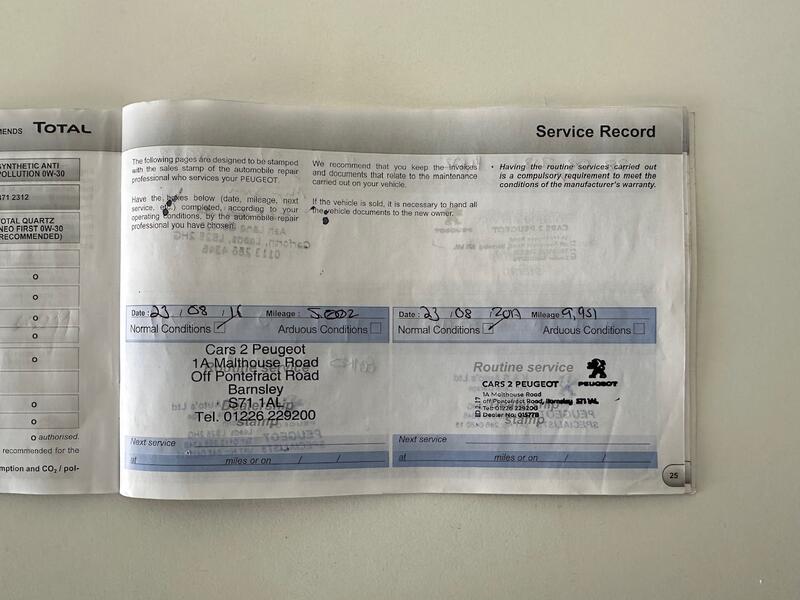 MENDS TOTAL
SYNTHETIC ANTI
POLLUTION 0W-30
B71 2312
TOTAL QUARTZ
INEO FIRST 0W-30
(RECOMMENDED)
o
o
o
o
o
o
o
o authorised.
recommended for the
mption and CO2 / pol-
Service Record
The following pages are designed to be stamped
with the sales stamp of the automobile repair
professional who services your PEUGEOT.
Have the boxes below (date, mileage, next
service, etc.) completed, according to your
operating conditions, by the automobile repair
professional you have chosen.
We recommend that you keep the invoices
and documents that relate to the maintenance
carried out on your vehicle.
If the vehicle is sold, it is necessary to hand all
the vehicle documents to the new owner.
• Having the routine services carried out
is a compulsory requirement to meet the
conditions of the manufacturer's warranty.
Date : 23 / 08 / 16 Mileage : 5,002
Normal Conditions Arduous Conditions
Cars 2 Peugeot
1A Malthouse Road
Off Pontefract Road
Barnsley
S71 1AL
Tel. 01226 229200
stamp
Next service
at miles or on / /
Date : 23 / 08 / 2017 Mileage : 9,951
Normal Conditions Arduous Conditions
Routine service
CARS 2 PEUGEOT PEUGEOT
1A Malthouse Road
off Pontefract Road, Barnsley S71 1AL
Tel: 01226 229200
Dealer No: 01577B
stamp
Next service
at miles or on / /
25